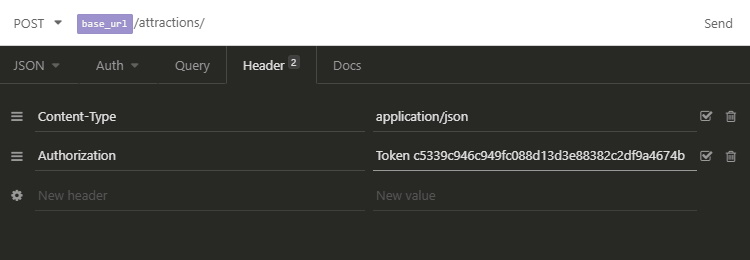 POST base_url/attractions/ Send
JSON Auth Query Header 2 Docs
Content-Type application/json
Authorization Token c5339c946c949fc088d13d3e88382c2df9a4674b
New header New value